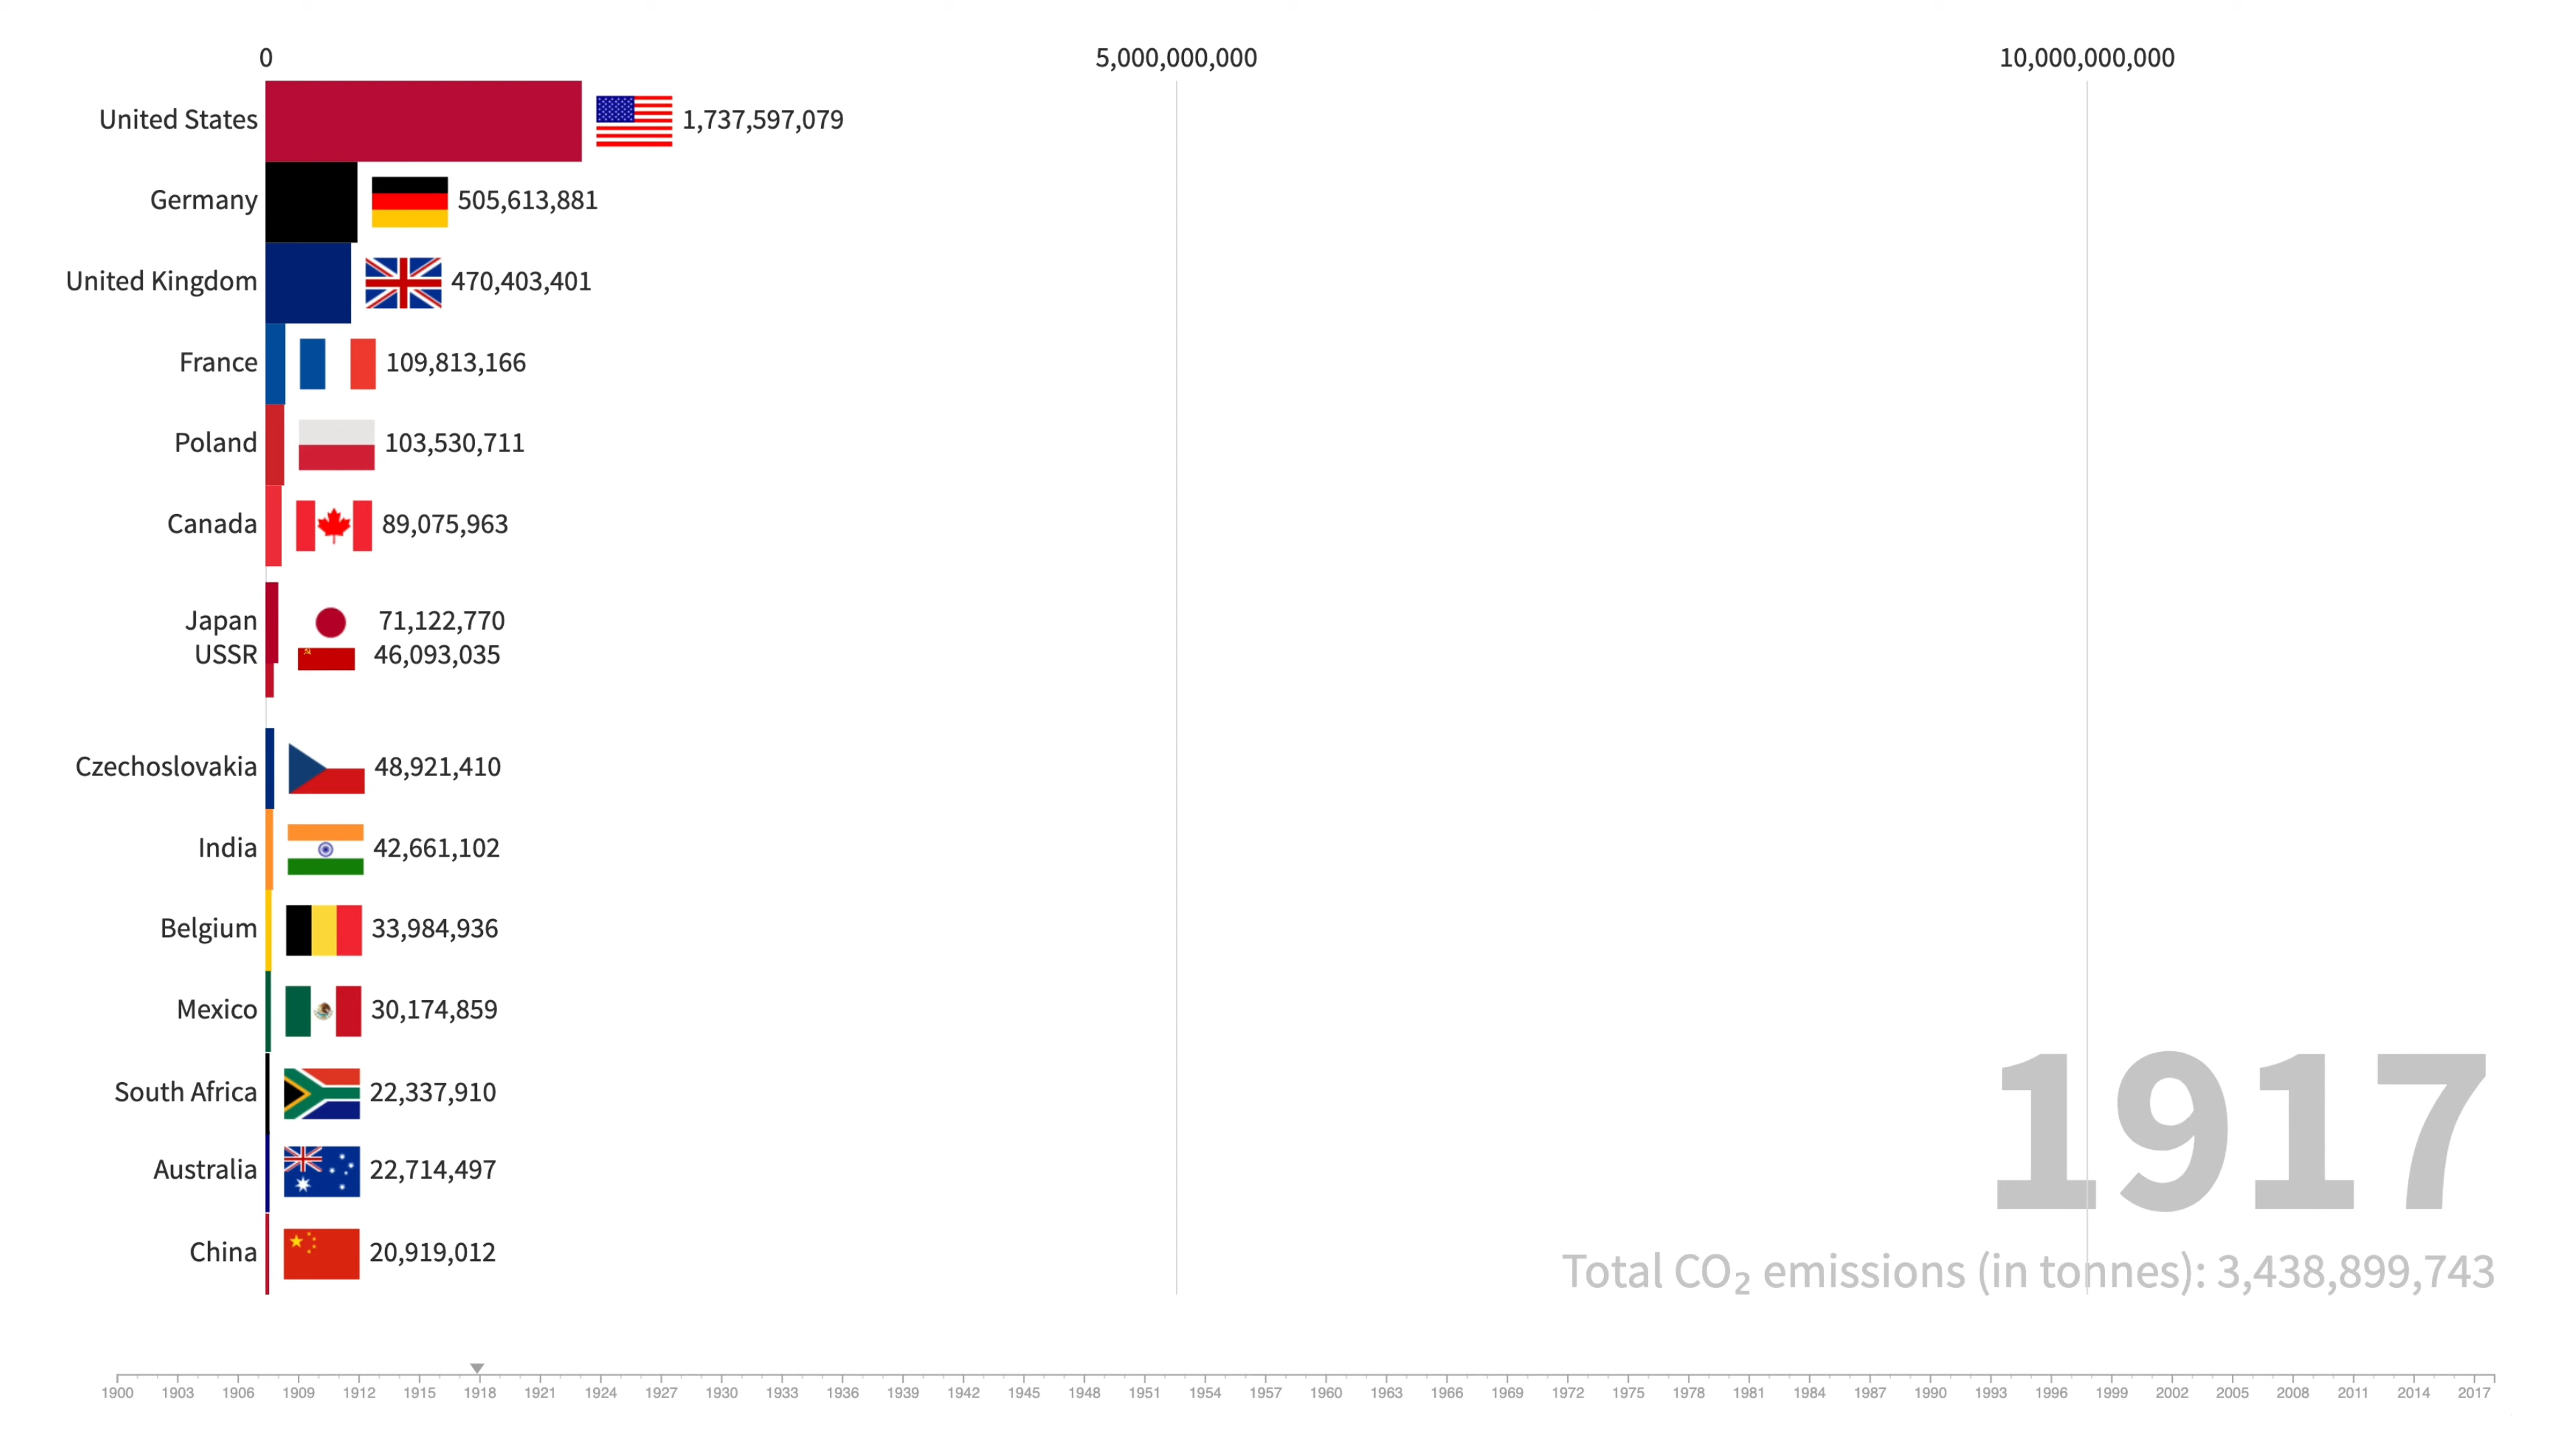 0 5,000,000,000 10,000,000,000
United States 1,737,597,079
Germany 505,613,881
United Kingdom 470,403,401
France 109,813,166
Poland 103,530,711
Canada 89,075,963
Japan 71,122,770
USSR 46,093,035
Czechoslovakia 48,921,410
India 42,661,102
Belgium 33,984,936
Mexico 30,174,859
South Africa 22,337,910
Australia 22,714,497
China 20,919,012
1917
Total CO₂ emissions (in tonnes): 3,438,899,743
1900 1903 1906 1909 1912 1915 1918 1921 1924 1927 1930 1933 1936 1939 1942 1945 1948 1951 1954 1957 1960 1963 1966 1969 1972 1975 1978 1981 1984 1987 1990 1993 1996 1999 2002 2005 2008 2011 2014 2017